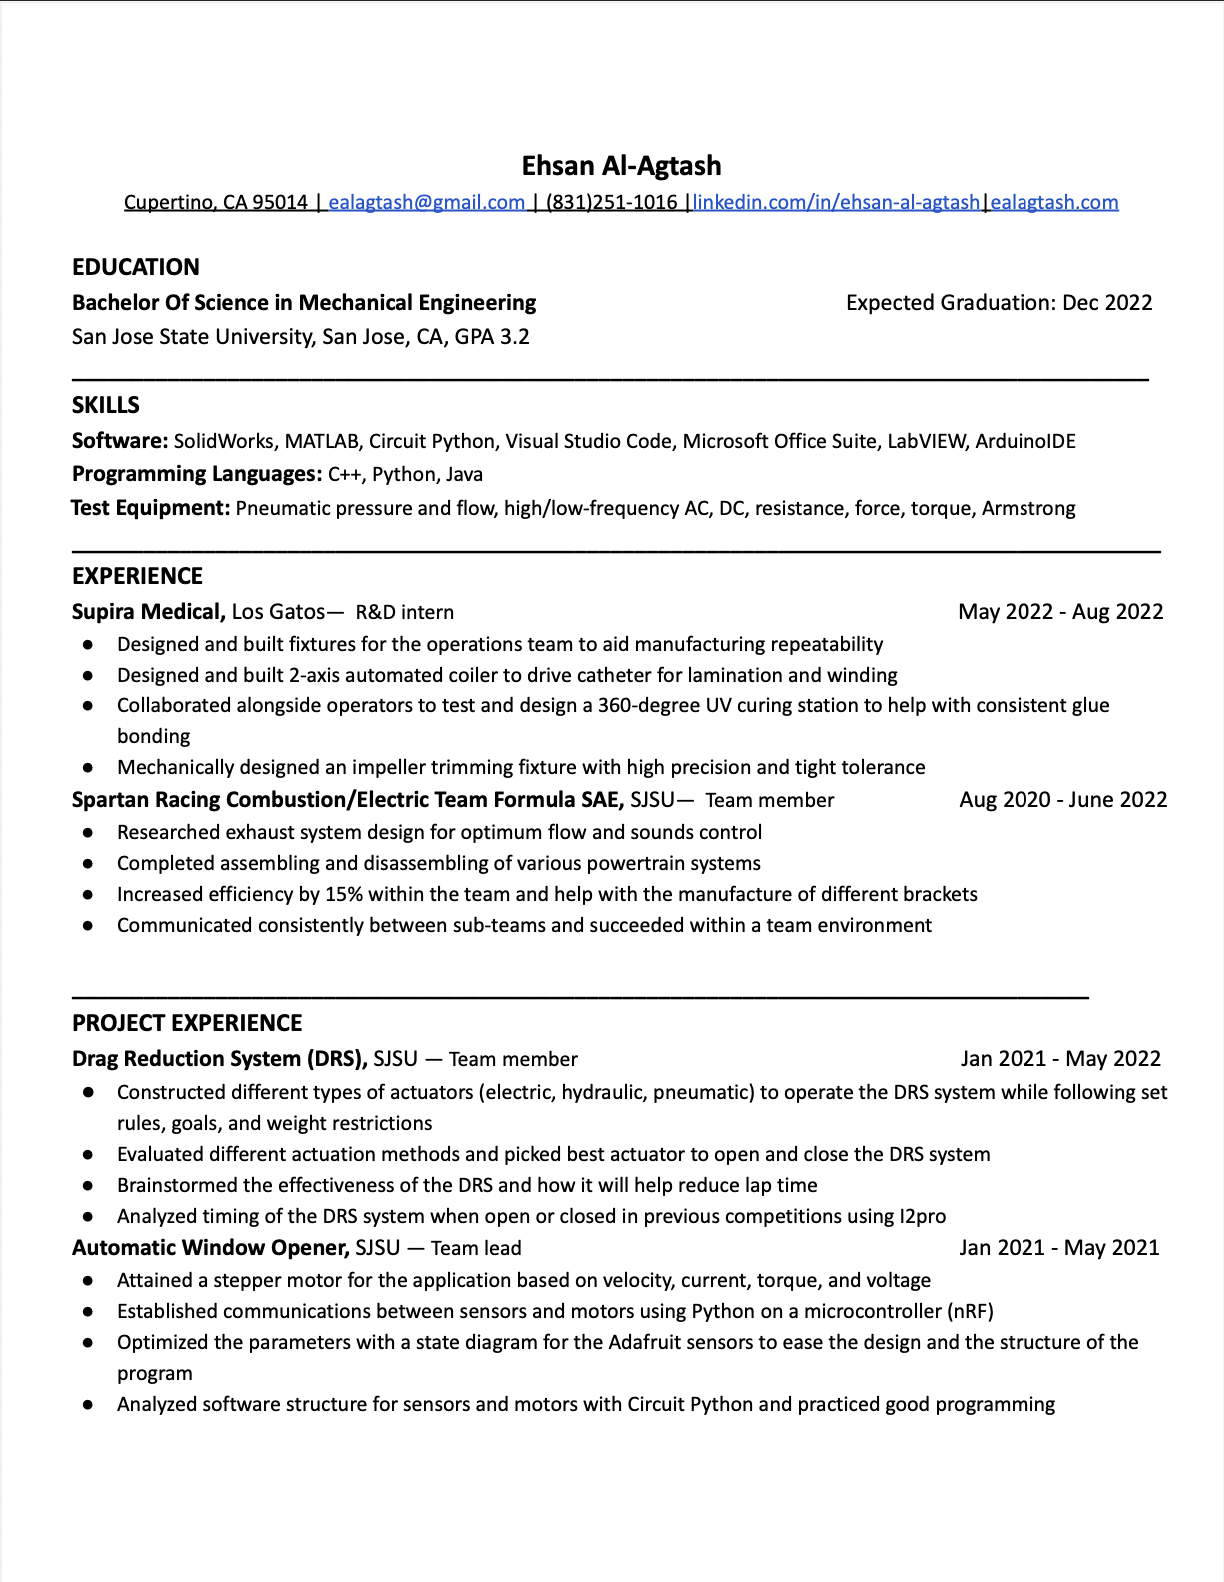 Ehsan Al-Agtash
Cupertino, CA 95014 | ealagtash@gmail.com | (831)251-1016 |linkedin.com/in/ehsan-al-agtash|ealagtash.com
EDUCATION
Bachelor Of Science in Mechanical Engineering Expected Graduation: Dec 2022
San Jose State University, San Jose, CA, GPA 3.2
SKILLS
Software: SolidWorks, MATLAB, Circuit Python, Visual Studio Code, Microsoft Office Suite, LabVIEW, ArduinoIDE
Programming Languages: C++, Python, Java
Test Equipment: Pneumatic pressure and flow, high/low-frequency AC, DC, resistance, force, torque, Armstrong
EXPERIENCE
Supira Medical, Los Gatos— R&D intern May 2022 - Aug 2022
● Designed and built fixtures for the operations team to aid manufacturing repeatability
● Designed and built 2-axis automated coiler to drive catheter for lamination and winding
● Collaborated alongside operators to test and design a 360-degree UV curing station to help with consistent glue
bonding
● Mechanically designed an impeller trimming fixture with high precision and tight tolerance
Spartan Racing Combustion/Electric Team Formula SAE, SJSU— Team member Aug 2020 - June 2022
● Researched exhaust system design for optimum flow and sounds control
● Completed assembling and disassembling of various powertrain systems
● Increased efficiency by 15% within the team and help with the manufacture of different brackets
● Communicated consistently between sub-teams and succeeded within a team environment
PROJECT EXPERIENCE
Drag Reduction System (DRS), SJSU — Team member Jan 2021 - May 2022
● Constructed different types of actuators (electric, hydraulic, pneumatic) to operate the DRS system while following set
rules, goals, and weight restrictions
● Evaluated different actuation methods and picked best actuator to open and close the DRS system
● Brainstormed the effectiveness of the DRS and how it will help reduce lap time
● Analyzed timing of the DRS system when open or closed in previous competitions using I2pro
Automatic Window Opener, SJSU — Team lead Jan 2021 - May 2021
● Attained a stepper motor for the application based on velocity, current, torque, and voltage
● Established communications between sensors and motors using Python on a microcontroller (nRF)
● Optimized the parameters with a state diagram for the Adafruit sensors to ease the design and the structure of the
program
● Analyzed software structure for sensors and motors with Circuit Python and practiced good programming